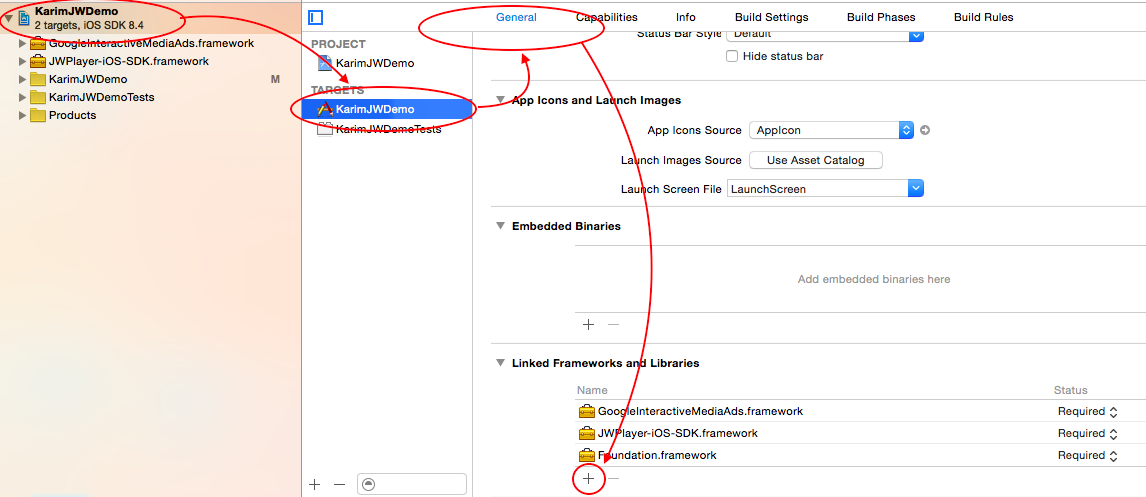 KarimJWDemo
2 targets, iOS SDK 8.4
GoogleInteractiveMediaAds.framework
JWPlayer-iOS-SDK.framework
KarimJWDemo M
KarimJWDemoTests
Products
PROJECT
KarimJWDemo
TARGETS
KarimJWDemo
KarimJWDemoTests
General Capabilities Info Build Settings Build Phases Build Rules
Status Bar Style Default
Hide status bar
App Icons and Launch Images
App Icons Source AppIcon
Launch Images Source Use Asset Catalog
Launch Screen File LaunchScreen
Embedded Binaries
Add embedded binaries here
Linked Frameworks and Libraries
Name Status
GoogleInteractiveMediaAds.framework Required
JWPlayer-iOS-SDK.framework Required
Foundation.framework Required